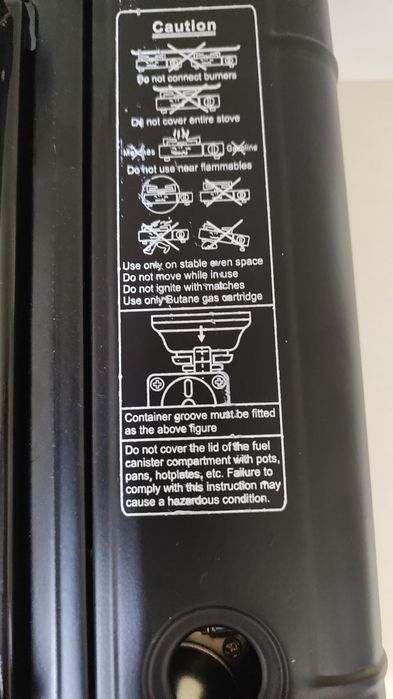 Caution
Do not connect burners
Do not cover entire stove
Matches Gasoline
Do not use near flammables
Use only on stable even space
Do not move while in use
Do not ignite with matches
Use only Butane gas cartridge
Container groove must be fitted
as the above figure
Do not cover the lid of the fuel
canister compartment with pots,
pans, hotplates, etc. Failure to
comply with this instruction may
cause a hazardous condition.